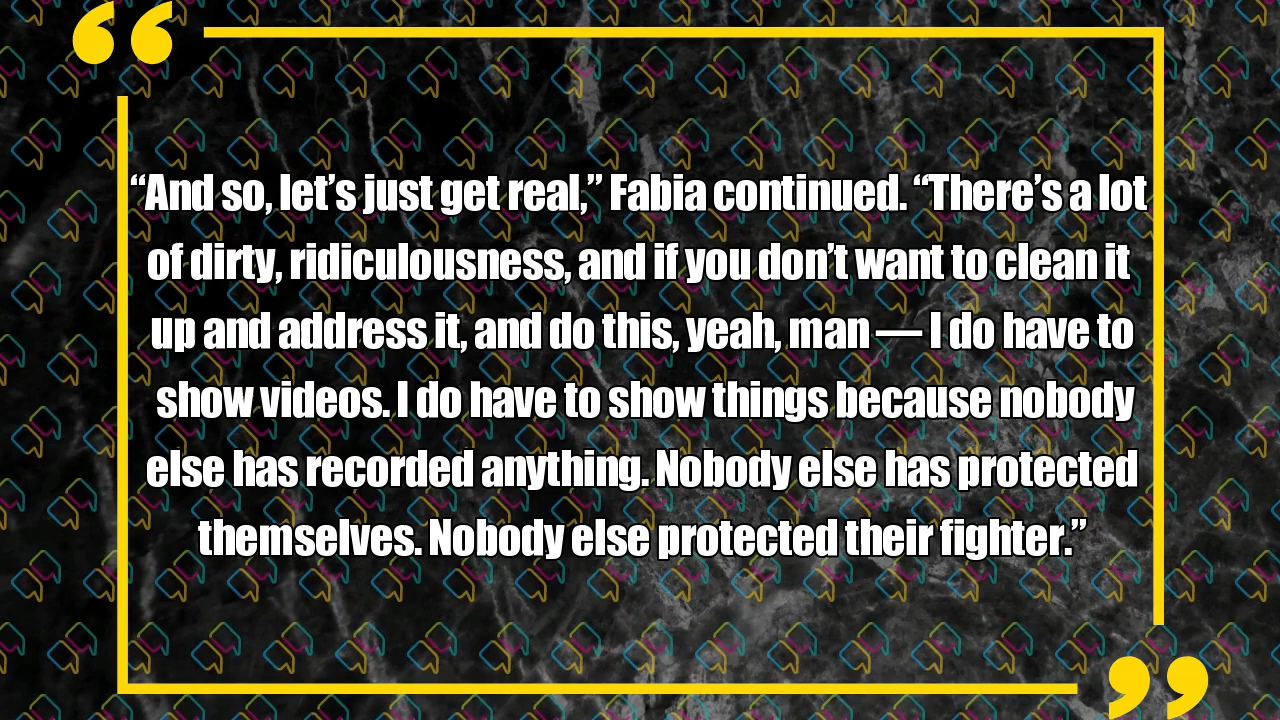 “And so, let’s just get real,” Fabia continued. “There’s a lot
of dirty, ridiculousness, and if you don’t want to clean it
up and address it, and do this, yeah, man — I do have to
show videos. I do have to show things because nobody
else has recorded anything. Nobody else has protected
themselves. Nobody else protected their fighter.”